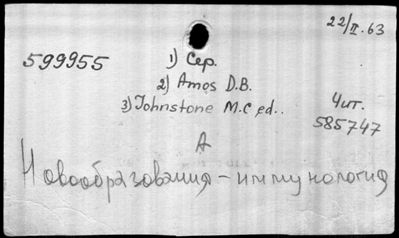 22/II.63
599955
1) Сер.
2) Amos D.B.
3) Johnstone M.C ed..
Чит.
585747
А
Новообразования – иммунология